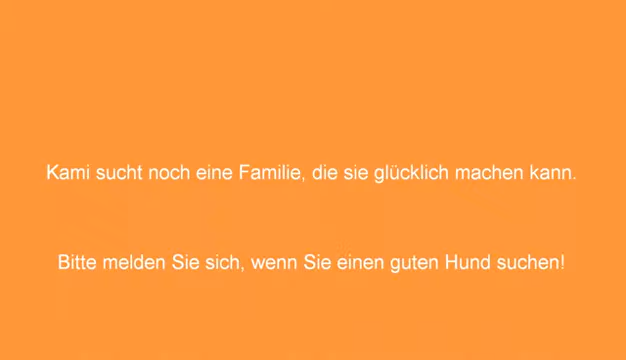 Kami sucht noch eine Familie, die sie glücklich machen kann.
Bitte melden Sie sich, wenn Sie einen guten Hund suchen!